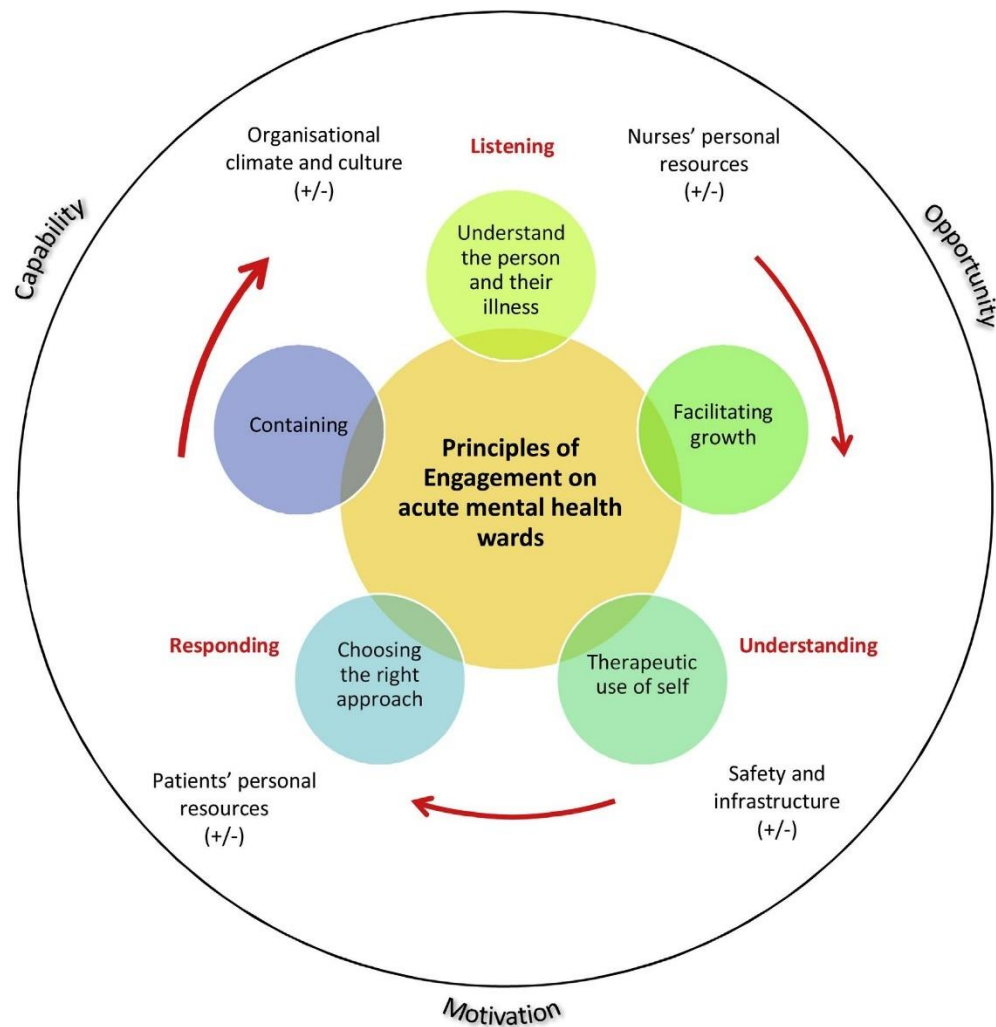 Organisational
climate and culture
(+/-)
Listening
Nurses’ personal
resources
(+/-)
Capability
Opportunity
Understand
the person
and their
illness
Containing
Facilitating
growth
Principles of
Engagement on
acute mental health
wards
Responding
Choosing
the right
approach
Therapeutic
use of self
Understanding
Patients’ personal
resources
(+/-)
Safety and
infrastructure
(+/-)
Motivation